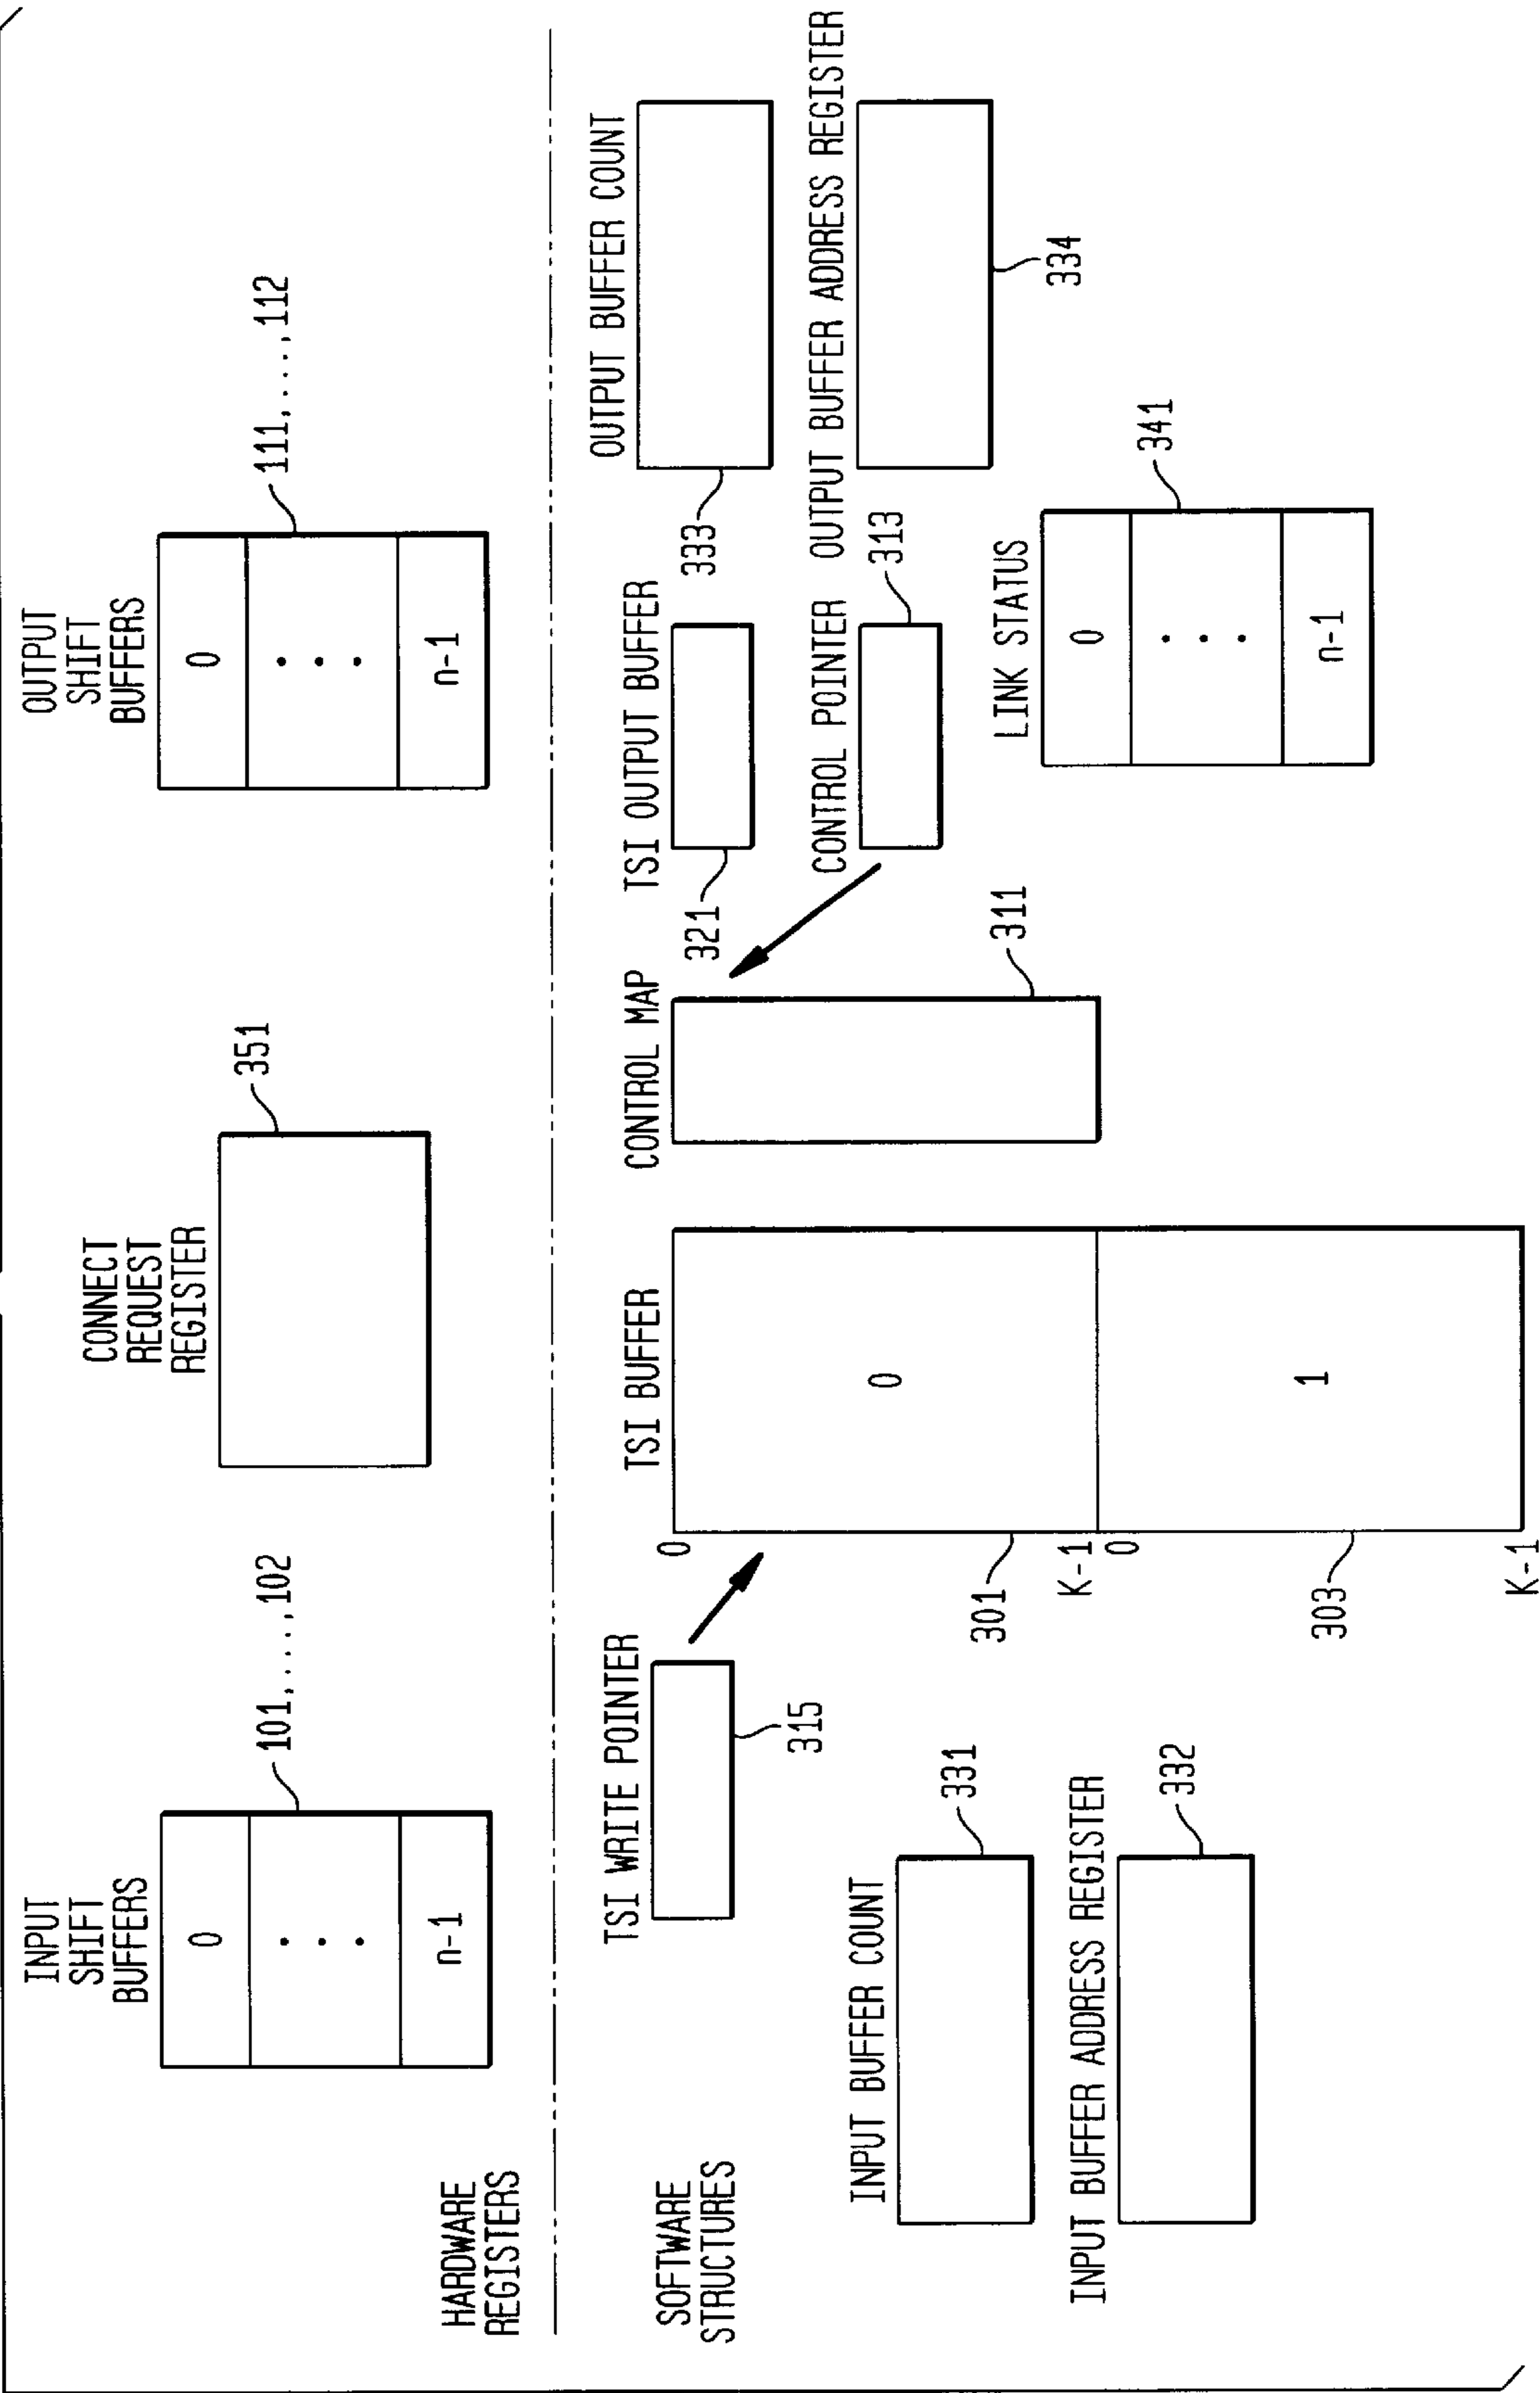 INPUT
SHIFT
BUFFERS
0
n-1
101,...,102
CONNECT
REQUEST
REGISTER
351
OUTPUT
SHIFT
BUFFERS
0
n-1
111,...,112
HARDWARE
REGISTERS
SOFTWARE
STRUCTURES
TSI WRITE POINTER
315
INPUT BUFFER COUNT
331
INPUT BUFFER ADDRESS REGISTER
332
TSI BUFFER
0
0
301
K-1
0
1
303
K-1
CONTROL MAP
311
TSI OUTPUT BUFFER
321
CONTROL POINTER
313
LINK STATUS
0
n-1
341
OUTPUT BUFFER COUNT
333
OUTPUT BUFFER ADDRESS REGISTER
334